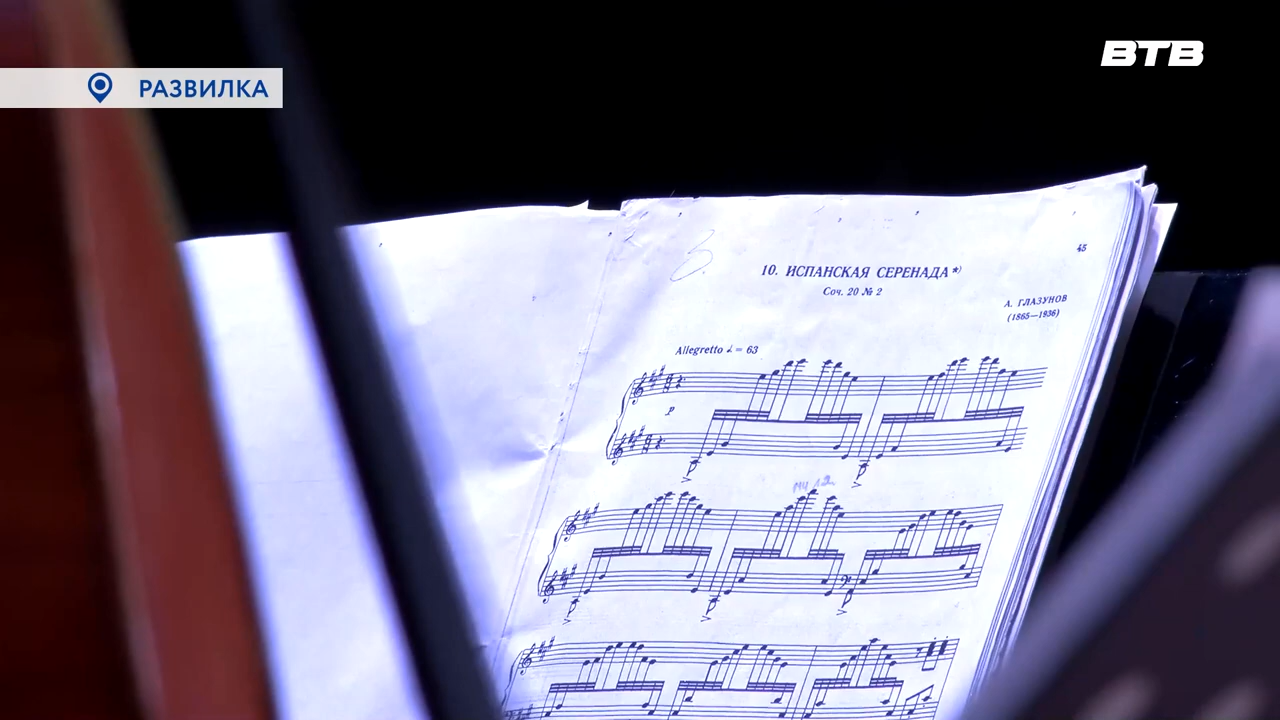 ВТВ
РАЗВИЛКА
45
10. ИСПАНСКАЯ СЕРЕНАДА*)
Соч. 20 № 2
А. ГЛАЗУНОВ
(1865—1936)
Allegretto ♩. = 63
p